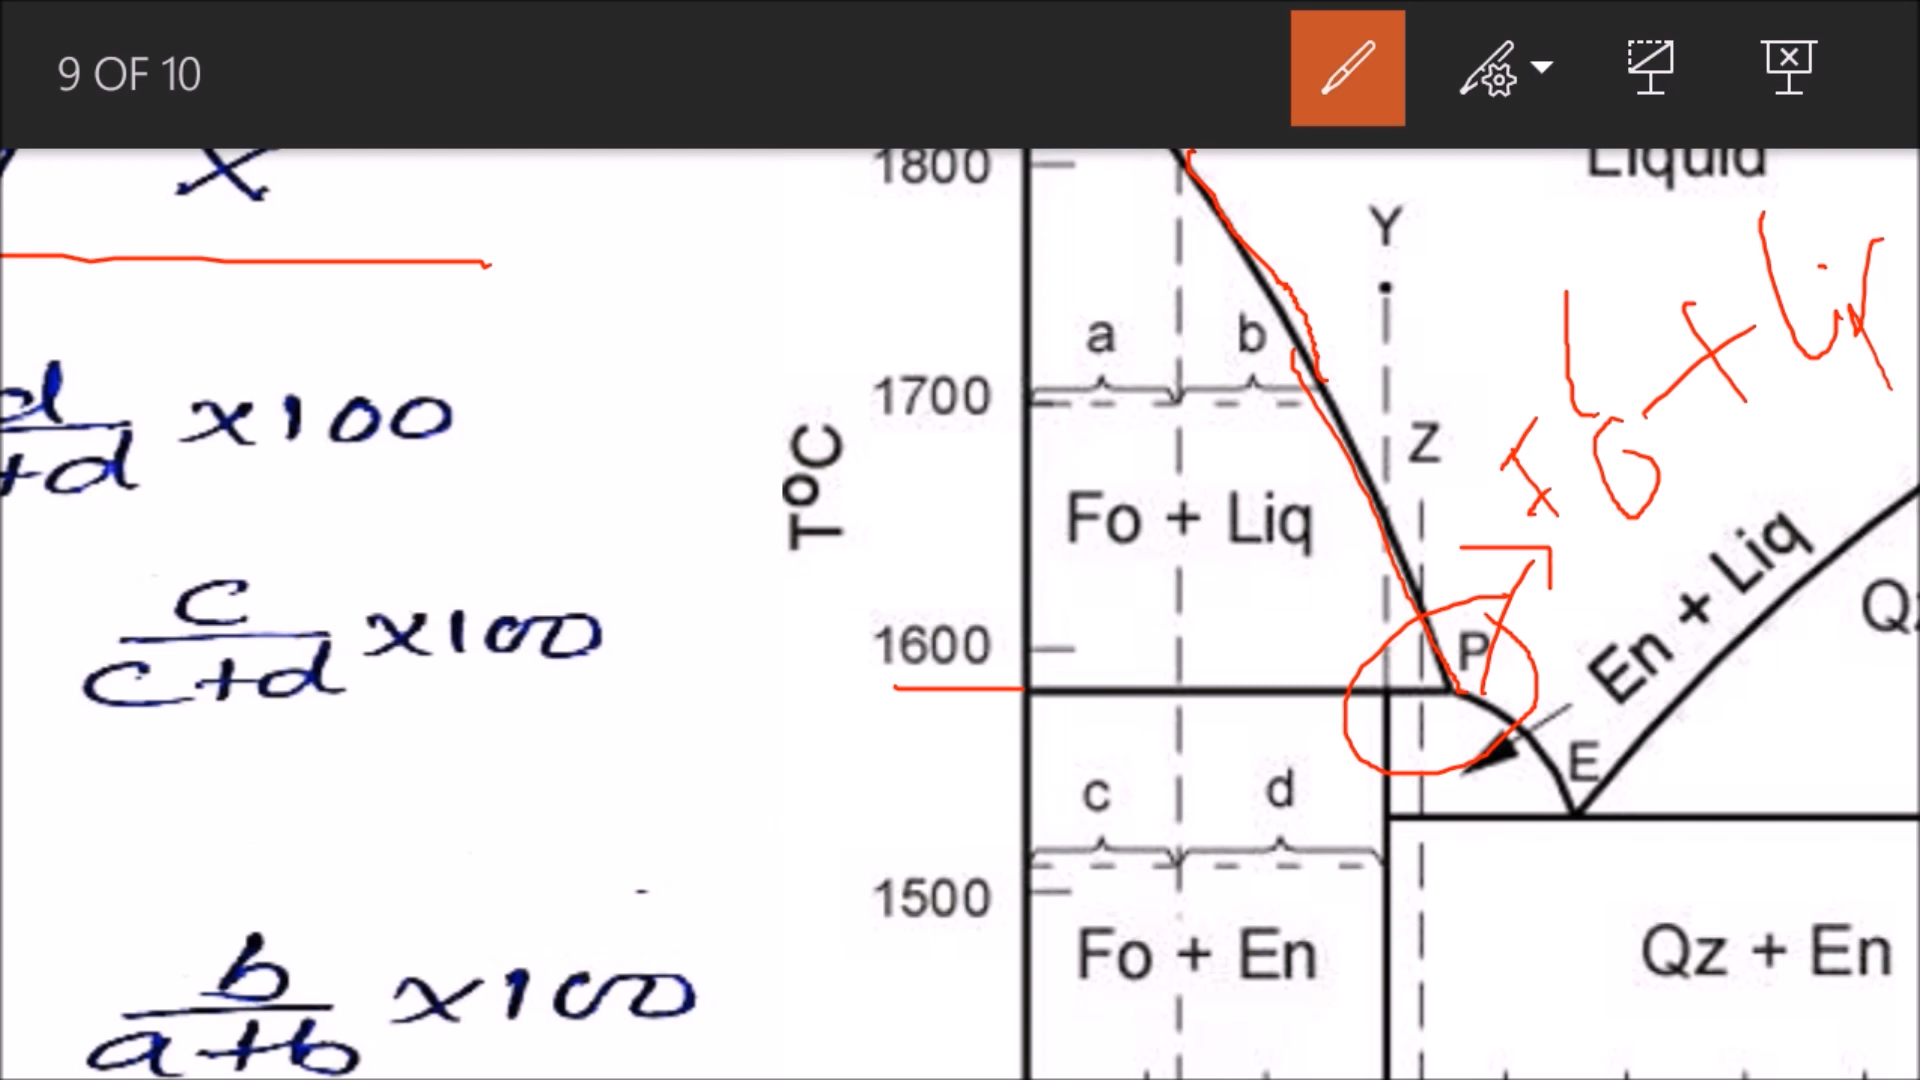 9 OF 10
x
d
+d x100
c
c+d x100
b
a+b x100
1800
1700
1600
1500
T°C
Liquid
Y
a
b
Z
Fo + Liq
P
En + Liq
Qz
E
c
d
Fo + En
Qz + En
+ Liq